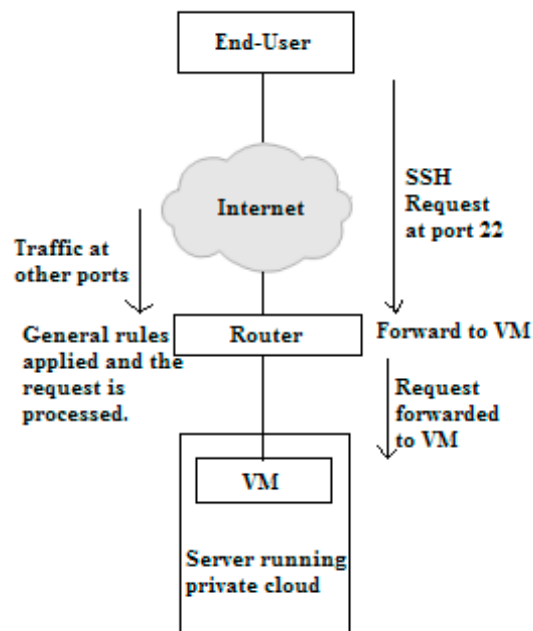 End-User
SSH
Request
at port 22
Internet
Traffic at
other ports
General rules
applied and the
request is
processed.
Router
Forward to VM
Request
forwarded
to VM
VM
Server running
private cloud